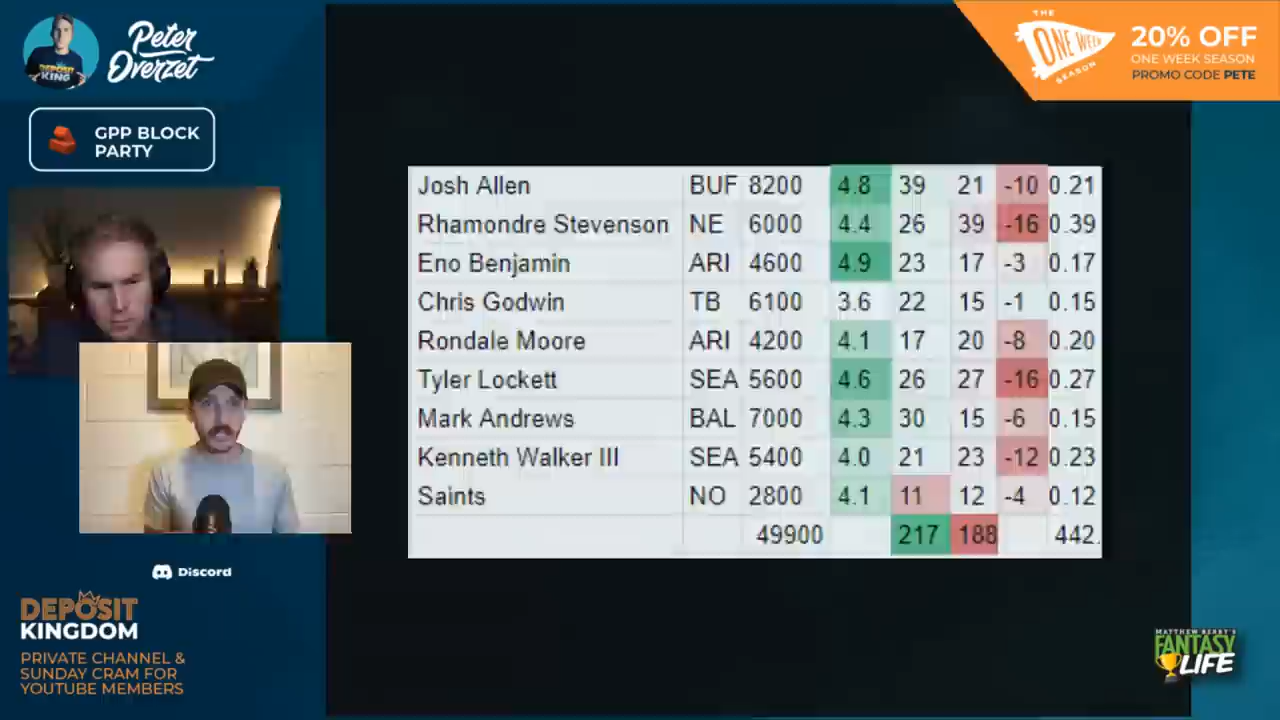 Peter
Overzet
DEPOSIT
KING
GPP BLOCK
PARTY
THE
ONE WEEK
SEASON
20% OFF
ONE WEEK SEASON
PROMO CODE PETE
Josh Allen BUF 8200 4.8 39 21 -10 0.21
Rhamondre Stevenson NE 6000 4.4 26 39 -16 0.39
Eno Benjamin ARI 4600 4.9 23 17 -3 0.17
Chris Godwin TB 6100 3.6 22 15 -1 0.15
Rondale Moore ARI 4200 4.1 17 20 -8 0.20
Tyler Lockett SEA 5600 4.6 26 27 -16 0.27
Mark Andrews BAL 7000 4.3 30 15 -6 0.15
Kenneth Walker III SEA 5400 4.0 21 23 -12 0.23
Saints NO 2800 4.1 11 12 -4 0.12
49900 217 188 442.
Discord
DEPOSIT
KINGDOM
PRIVATE CHANNEL &
SUNDAY CRAM FOR
YOUTUBE MEMBERS
MATTHEW BERRY'S
FANTASY
LIFE